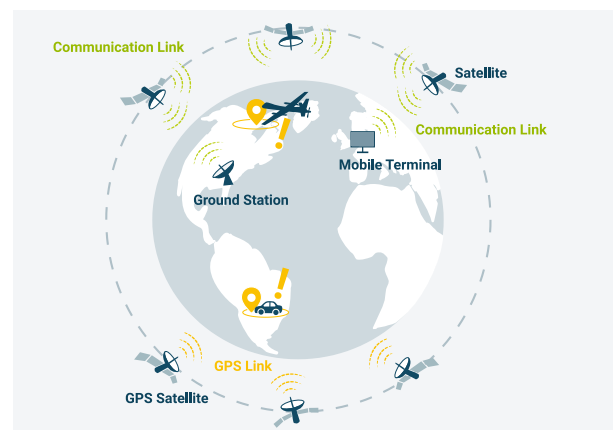 Communication Link
Satellite
Communication Link
Mobile Terminal
Ground Station
GPS Link
GPS Satellite